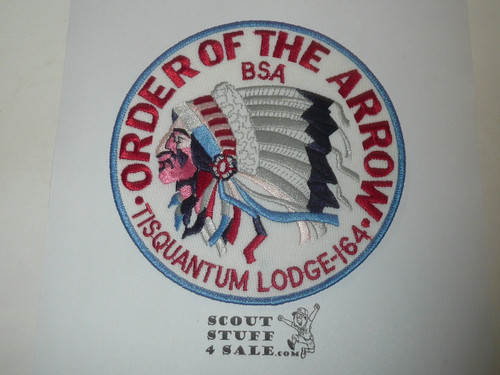 ORDER OF THE ARROW
BSA
TISQUANTUM LODGE-164
SCOUT
STUFF
4 SALE.com